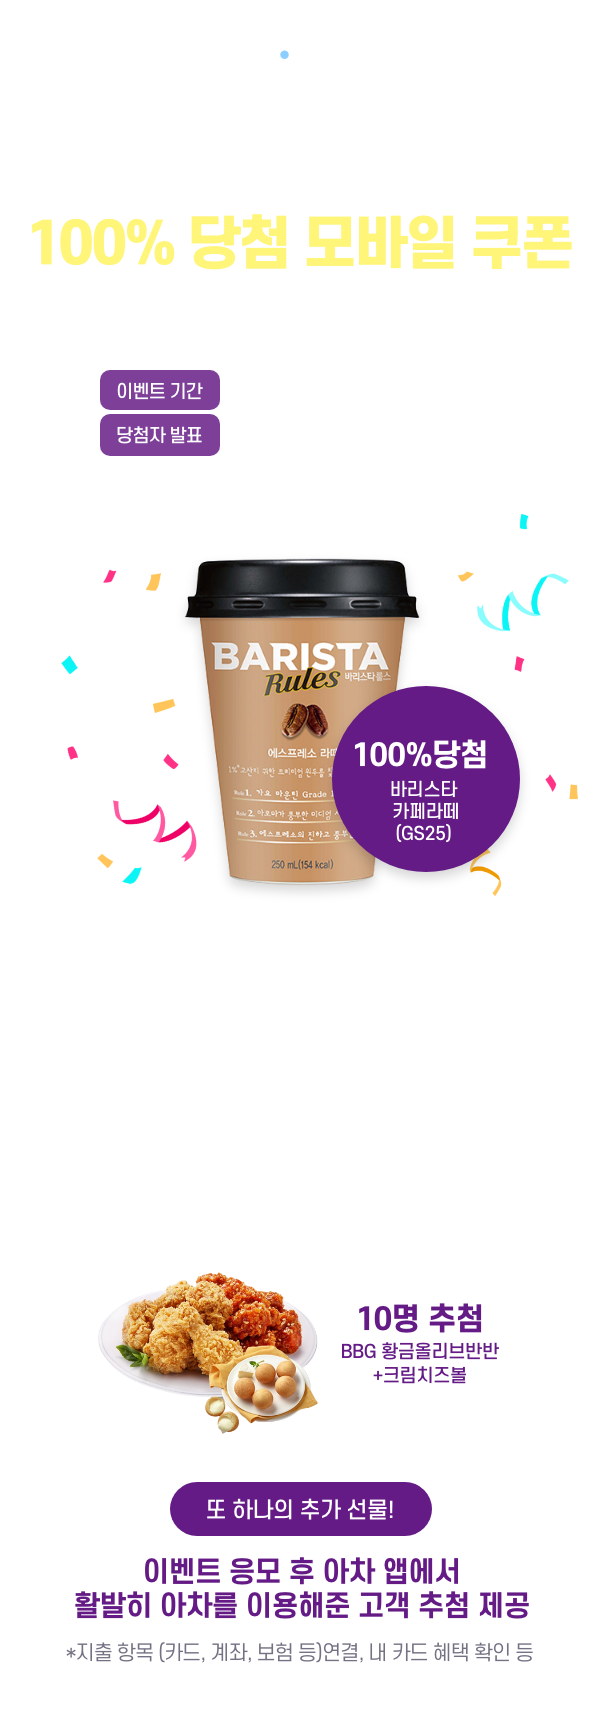 100% 당첨 모바일 쿠폰
이벤트 기간
당첨자 발표
BARISTA
Rules 바리스타룰스
에스프레소 라떼
250 mL(154 kcal)
100%당첨
바리스타
카페라떼
(GS25)
10명 추첨
BBG 황금올리브반반
+크림치즈볼
또 하나의 추가 선물!
이벤트 응모 후 아차 앱에서
활발히 아차를 이용해준 고객 추첨 제공
*지출 항목 (카드, 계좌, 보험 등)연결, 내 카드 혜택 확인 등